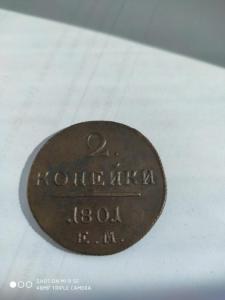 2.
КОПЕЙКИ
1801
Е.М.
SHOT ON MI 9 SE
48MP TRIPLE CAMERA